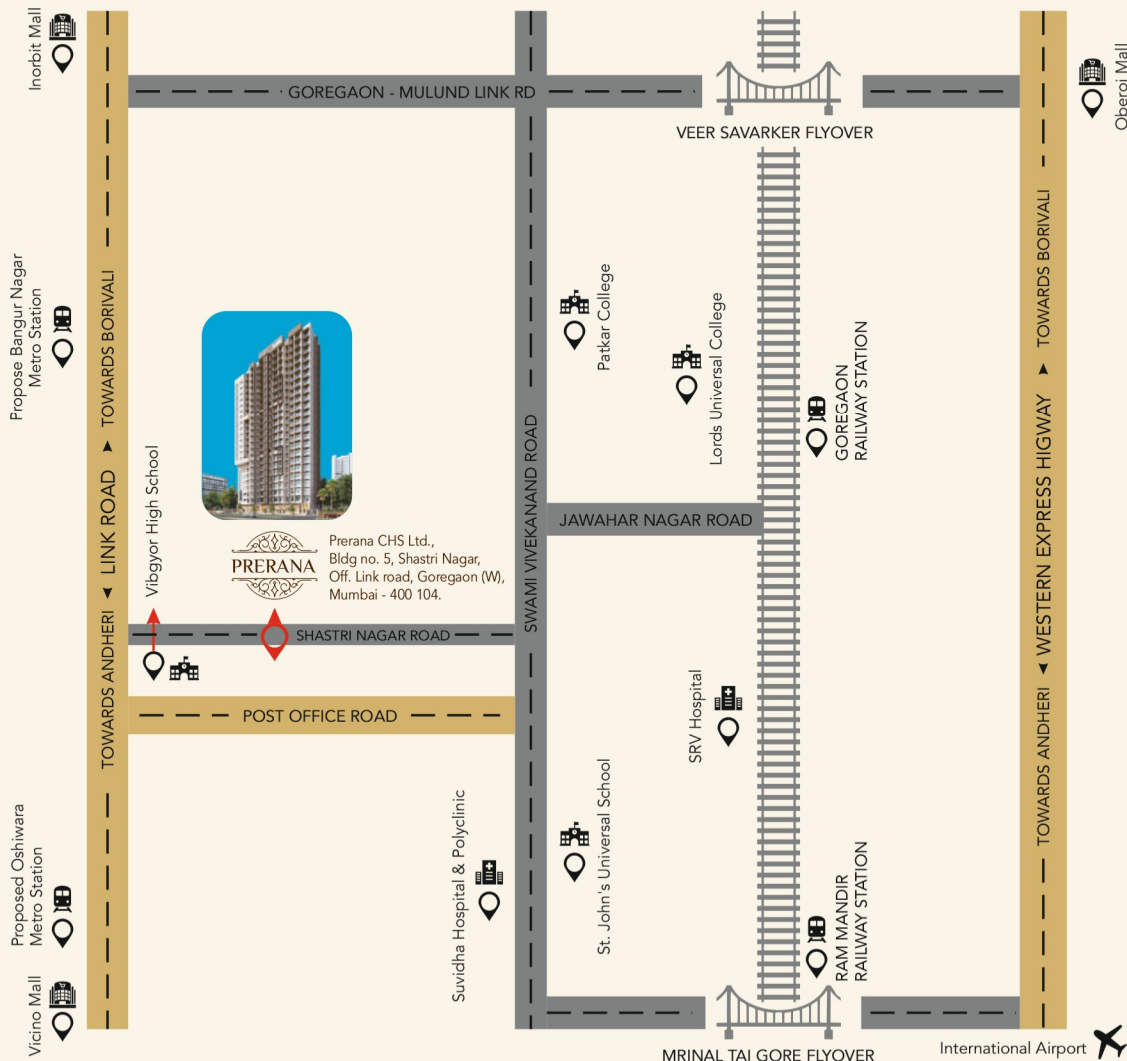 Inorbit Mall
GOREGAON - MULUND LINK RD
VEER SAVARKER FLYOVER
Oberoi Mall
Propose Bangur Nagar
Metro Station
TOWARDS ANDHERI ◄ LINK ROAD ► TOWARDS BORIVALI
Vibgyor High School
PRERANA
Prerana CHS Ltd.,
Bldg no. 5, Shastri Nagar,
Off. Link road, Goregaon (W),
Mumbai - 400 104.
SHASTRI NAGAR ROAD
POST OFFICE ROAD
SWAMI VIVEKANAND ROAD
Patkar College
Lords Universal College
GOREGAON
RAILWAY STATION
JAWAHAR NAGAR ROAD
TOWARDS ANDHERI ◄ WESTERN EXPRESS HIGWAY ► TOWARDS BORIVALI
SRV Hospital
Proposed Oshiwara
Metro Station
Suvidha Hospital & Polyclinic
St. John's Universal School
RAM MANDIR
RAILWAY STATION
Vicino Mall
MRINAL TAI GORE FLYOVER
International Airport